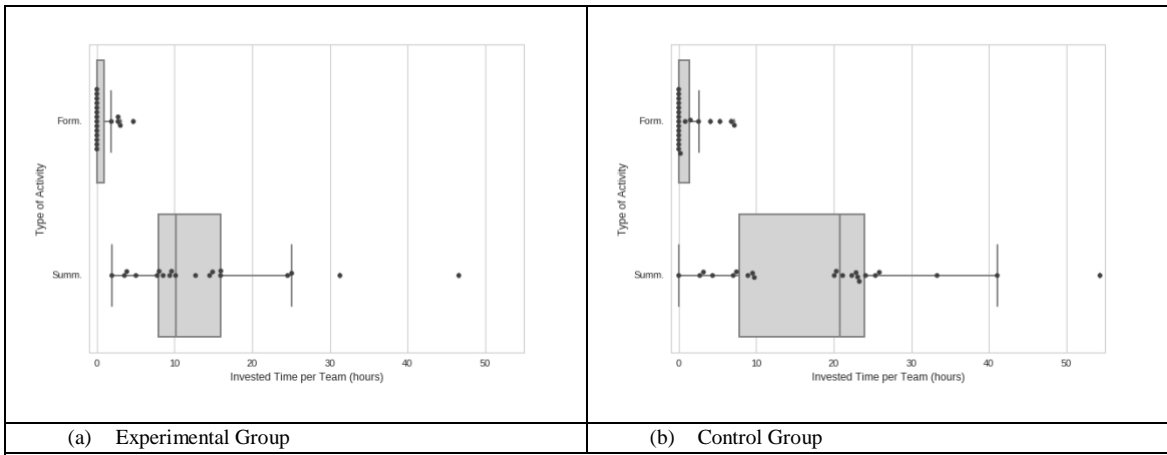 Type of Activity
Form.
Summ.
0 10 20 30 40 50
Invested Time per Team (hours)
(a) Experimental Group
Type of Activity
Form.
Summ.
0 10 20 30 40 50
Invested Time per Team (hours)
(b) Control Group